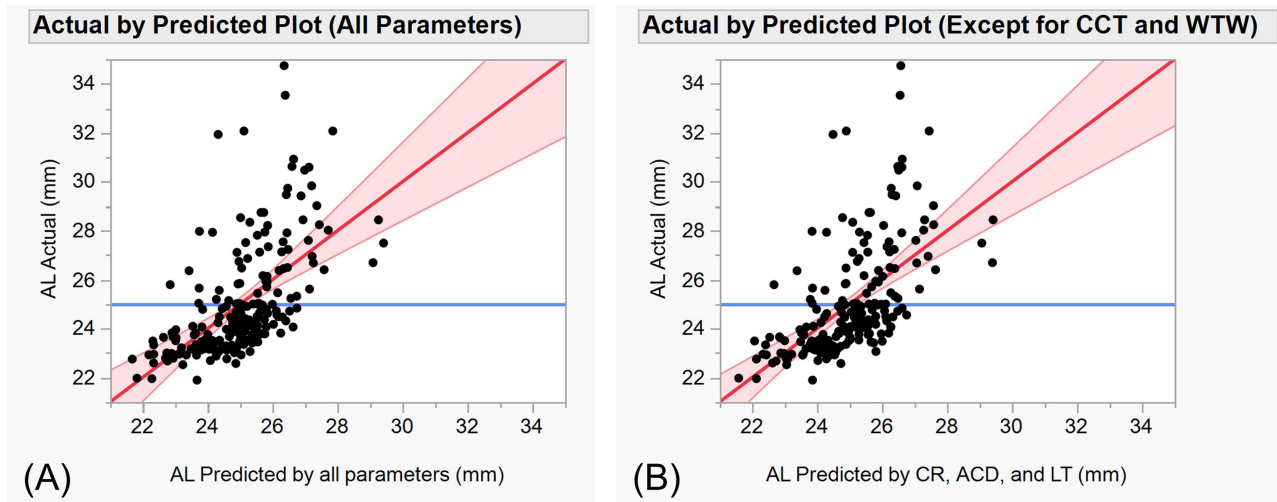 Actual by Predicted Plot (All Parameters)
34
32
30
28
26
24
22
AL Actual (mm)
22 24 26 28 30 32 34
AL Predicted by all parameters (mm)
(A)
Actual by Predicted Plot (Except for CCT and WTW)
34
32
30
28
26
24
22
AL Actual (mm)
22 24 26 28 30 32 34
AL Predicted by CR, ACD, and LT (mm)
(B)